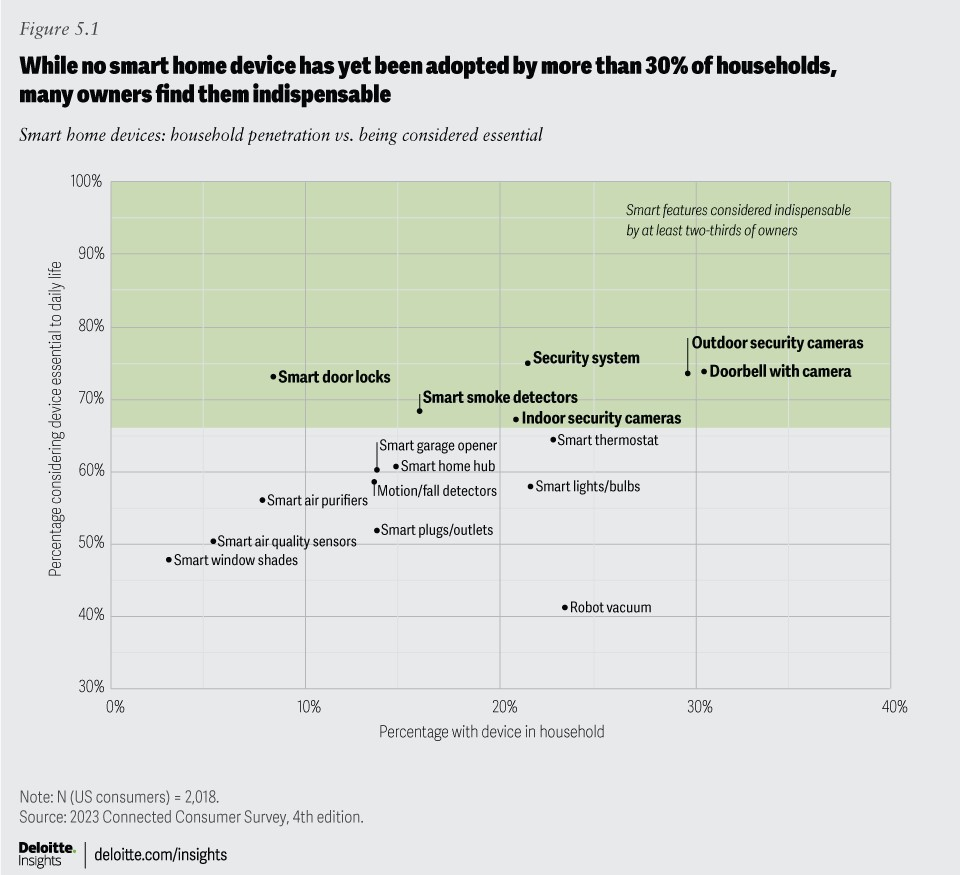 Figure 5.1
While no smart home device has yet been adopted by more than 30% of households,
many owners find them indispensable
Smart home devices: household penetration vs. being considered essential
Percentage considering device essential to daily life
100%
90%
80%
70%
60%
50%
40%
30%
Smart features considered indispensable
by at least two-thirds of owners
Outdoor security cameras
Security system
Doorbell with camera
Smart door locks
Smart smoke detectors
Indoor security cameras
Smart thermostat
Smart garage opener
Smart home hub
Smart lights/bulbs
Motion/fall detectors
Smart air purifiers
Smart plugs/outlets
Smart air quality sensors
Smart window shades
Robot vacuum
0%
10%
20%
30%
40%
Percentage with device in household
Note: N (US consumers) = 2,018.
Source: 2023 Connected Consumer Survey, 4th edition.
Deloitte.
Insights
deloitte.com/insights